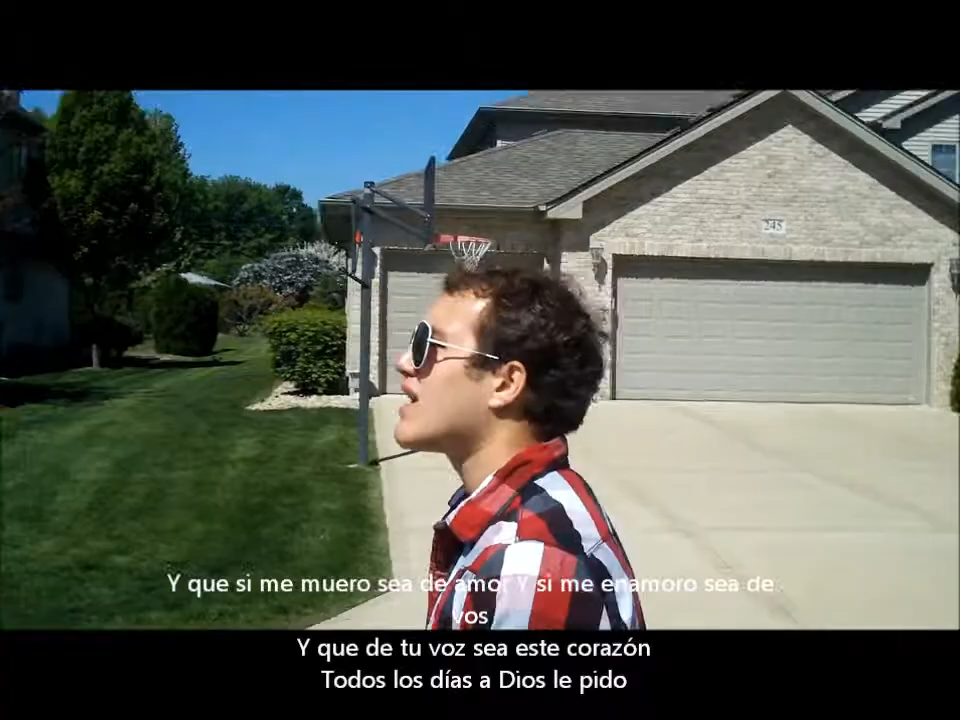 245
Y que si me muero sea de amor Y si me enamoro sea de
vos
Y que de tu voz sea este corazón
Todos los días a Dios le pido